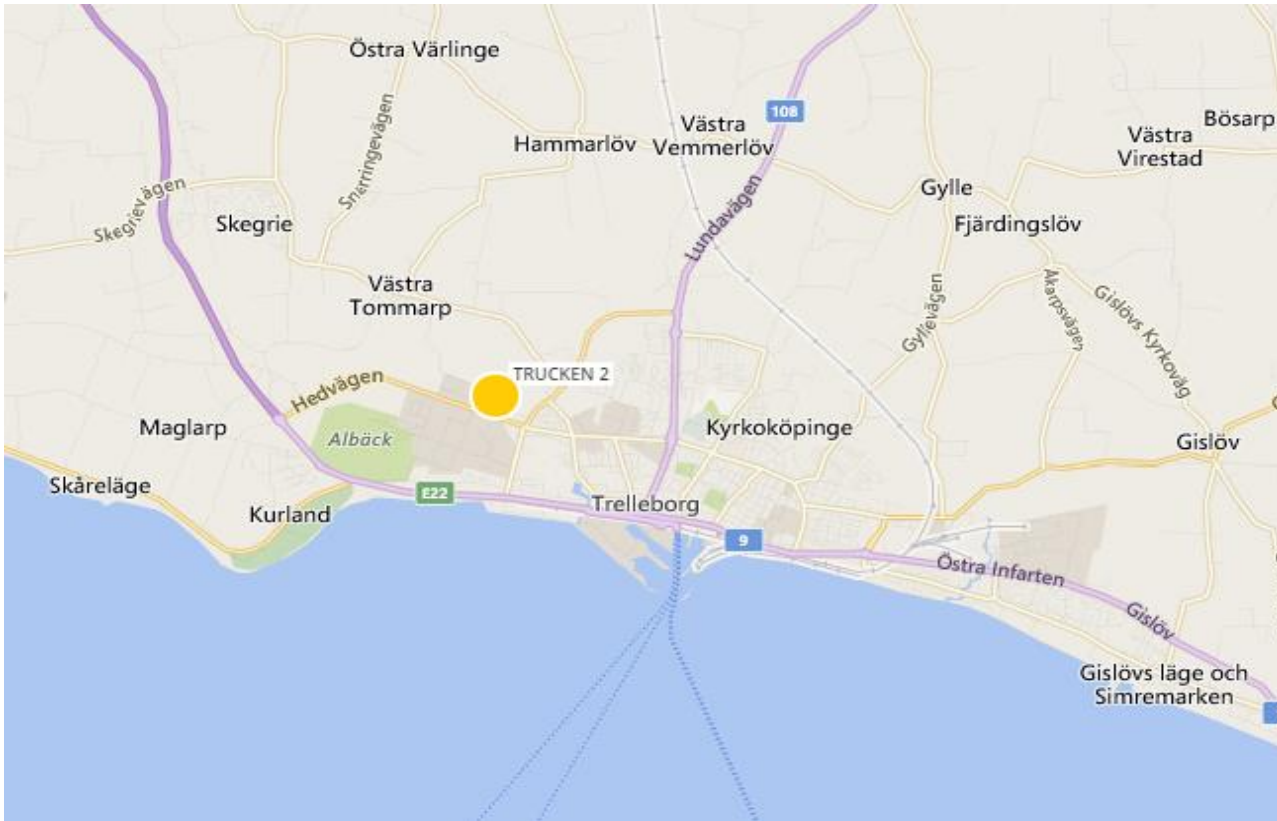 Östra Värlinge
108
Bösarp
Västra
Vemmerlöv
Västra
Virestad
Hammarlöv
Snarringevägen
Skegrievägen
Skegrie
Gylle
Fjärdingslöv
Lundavägen
Västra
Tommarp
Gyllevägen
Åkarpsvägen
Gislövs Kyrkoväg
TRUCKEN 2
Hedvägen
Maglarp
Albäck
Kyrkoköpinge
Gislöv
Skåreläge
E22
Trelleborg
Kurland
9
Östra Infarten
Gislöv
Gislövs läge och
Simremarken